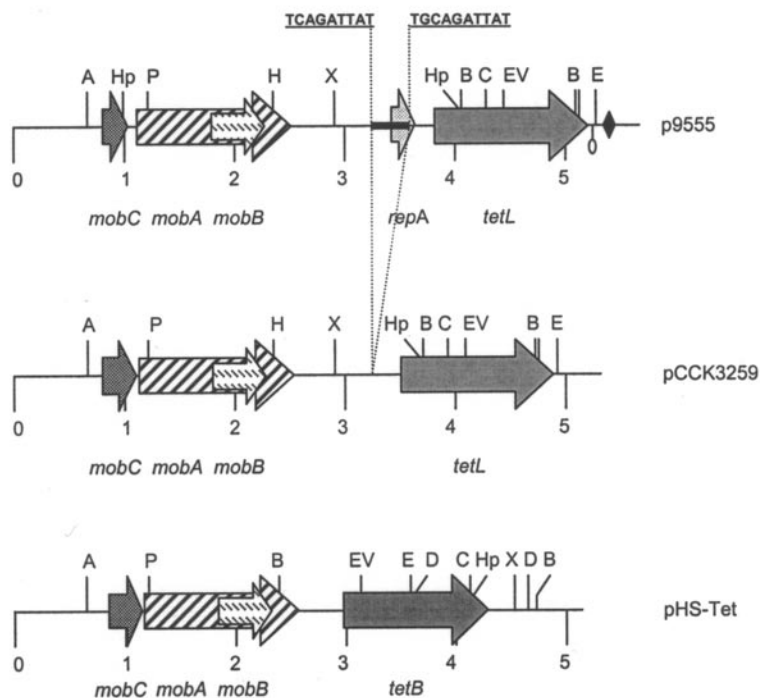 TCAGATTAT TGCAGATTAT
A Hp P H X Hp B C EV B E
p9555
0 1 2 3 4 5 0
mobC mobA mobB repA tetL
A P H X Hp B C EV B E
pCCK3259
0 1 2 3 4 5
mobC mobA mobB tetL
A P B EV E D C Hp X D B
pHS-Tet
0 1 2 3 4 5
mobC mobA mobB tetB